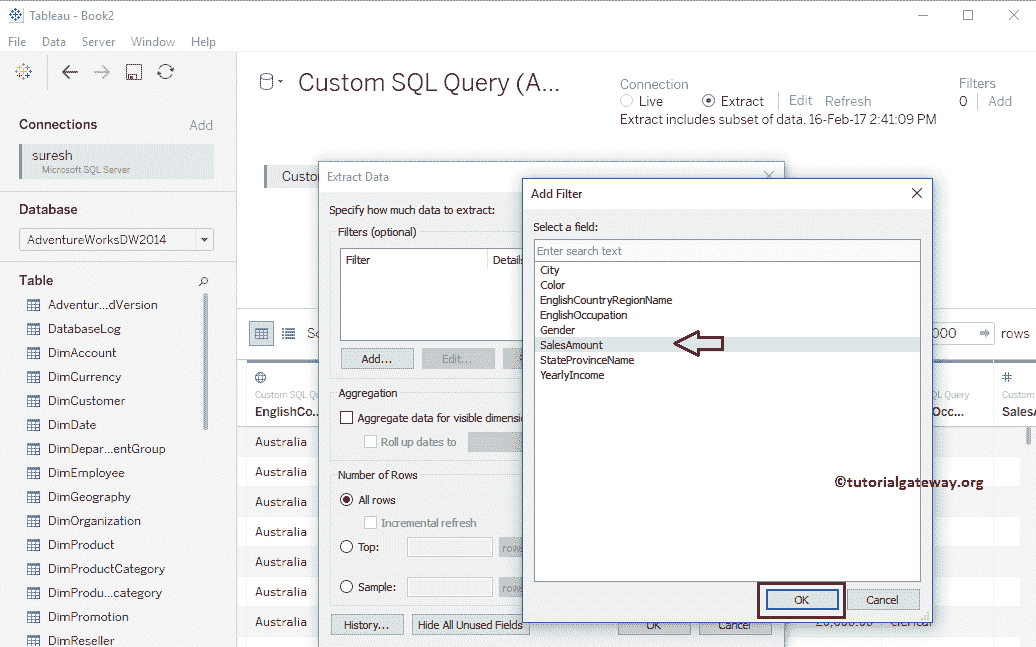 Tableau - Book2
File Data Server Window Help
Custom SQL Query (A...
Connection
Live Extract Edit Refresh
Extract includes subset of data. 16-Feb-17 2:41:09 PM
Filters
0 Add
Connections Add
suresh
Microsoft SQL Server
Database
AdventureWorksDW2014
Table
Adventur...dVersion
DatabaseLog
DimAccount
DimCurrency
DimCustomer
DimDate
DimDepar...entGroup
DimEmployee
DimGeography
DimOrganization
DimProduct
DimProductCategory
DimProdu...category
DimPromotion
DimReseller
Custo
Extract Data
Specify how much data to extract:
Filters (optional)
Filter Details
Add... Edit...
Aggregation
Aggregate data for visible dimensi
Roll up dates to
Number of Rows
All rows
Incremental refresh
Top: rows
Sample: rows
History... Hide All Unused Fields OK Cancel
Add Filter
Select a field:
Enter search text
City
Color
EnglishCountryRegionName
EnglishOccupation
Gender
SalesAmount
StateProvinceName
YearlyIncome
OK Cancel
©tutorialgateway.org
000 rows
Custom SQL Qu
EnglishCo...
Australia
Australia
Australia
Australia
Australia
Australia
Australia
QL Query
Occ...
Custom
SalesA
20,000.00 Clerical